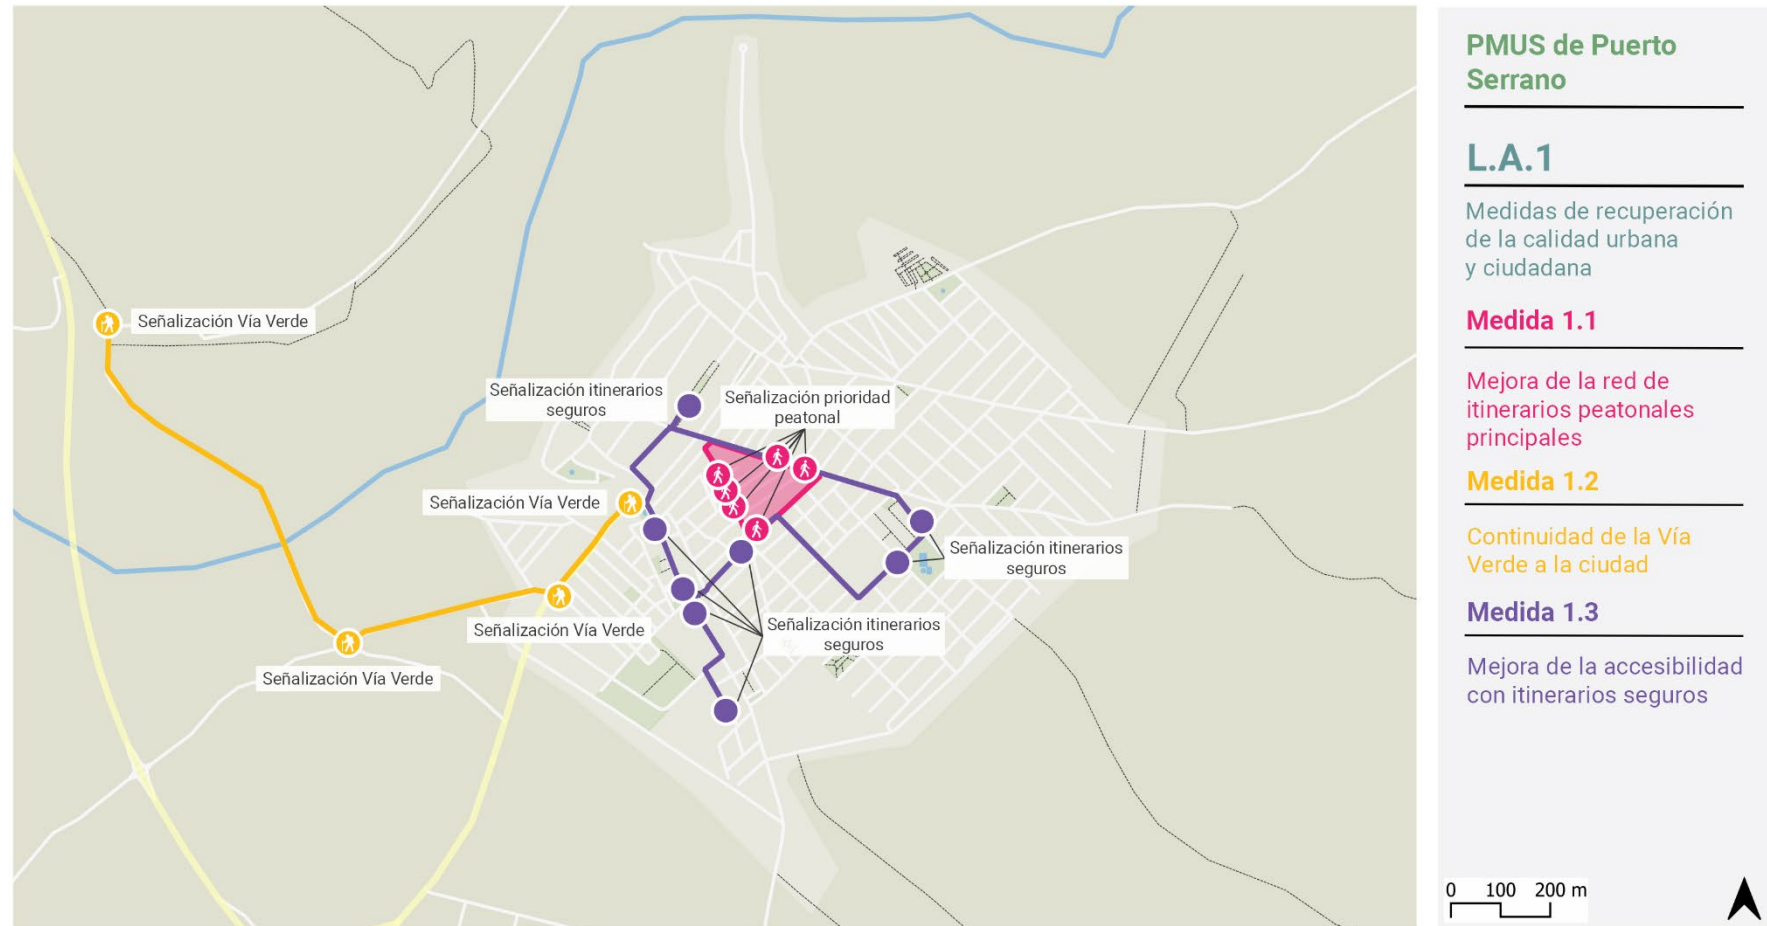 Señalización Vía Verde
Señalización itinerarios
seguros
Señalización prioridad
peatonal
Señalización Vía Verde
Señalización itinerarios
seguros
Señalización Vía Verde
Señalización itinerarios
seguros
Señalización Vía Verde
PMUS de Puerto
Serrano
L.A.1
Medidas de recuperación
de la calidad urbana
y ciudadana
Medida 1.1
Mejora de la red de
itinerarios peatonales
principales
Medida 1.2
Continuidad de la Vía
Verde a la ciudad
Medida 1.3
Mejora de la accesibilidad
con itinerarios seguros
0 100 200 m